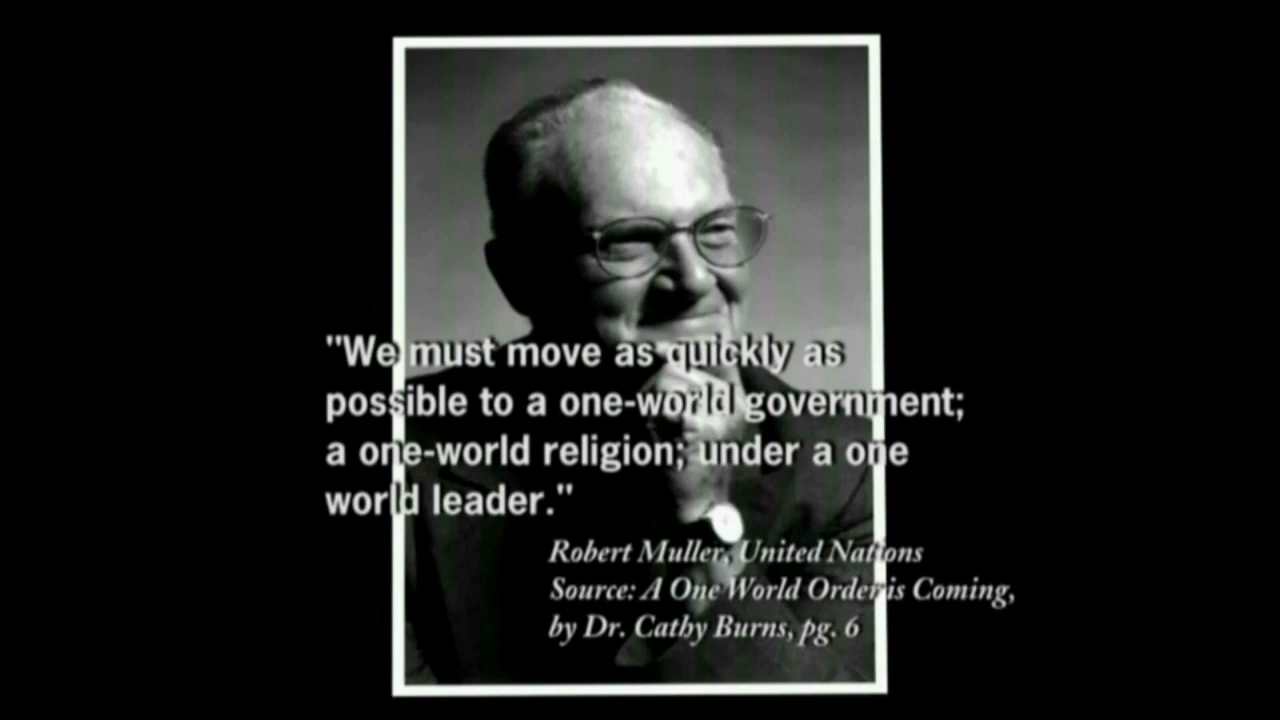 "We must move as quickly as
possible to a one-world government;
a one-world religion; under a one
world leader."
Robert Muller, United Nations
Source: A One World Order is Coming,
by Dr. Cathy Burns, pg. 6